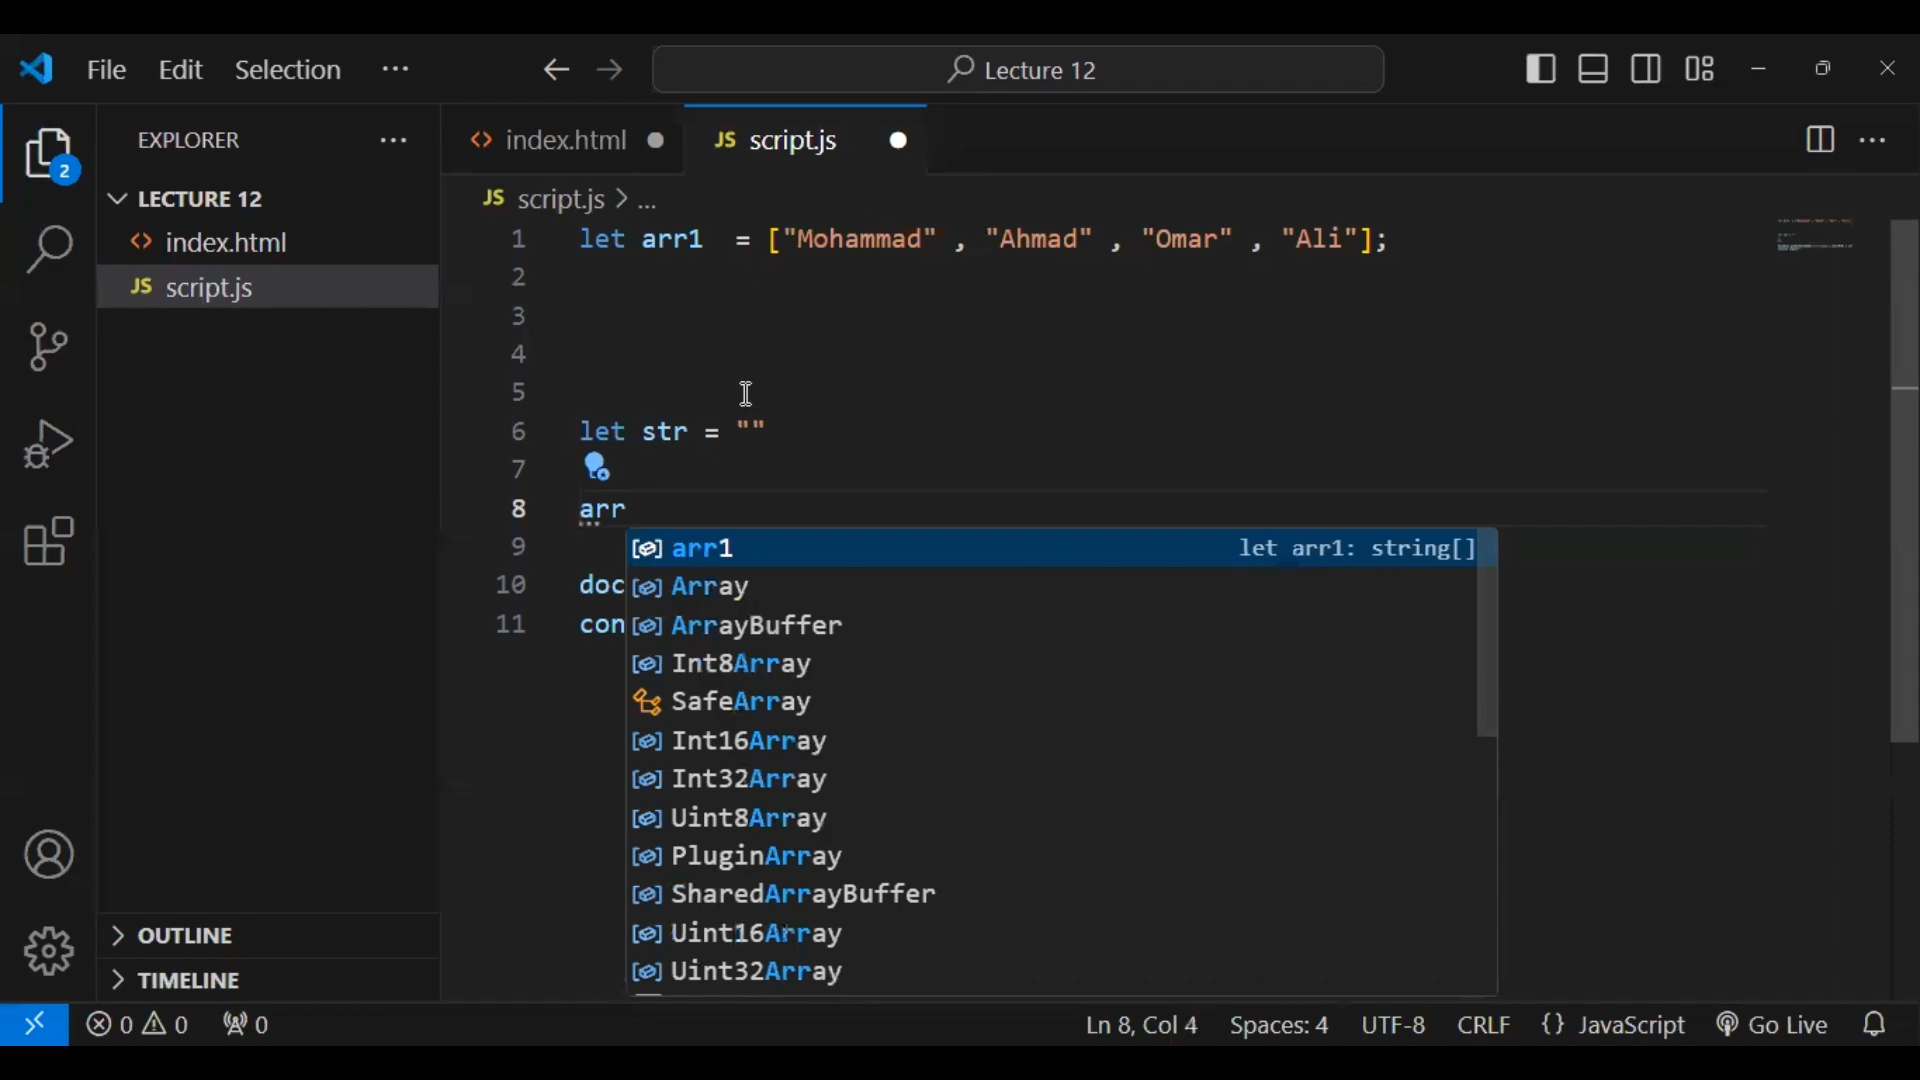 File Edit Selection ...
Lecture 12
EXPLORER ...
2
index.html
JS script.js
...
LECTURE 12
index.html
JS script.js
JS script.js > ...
1 let arr1  = ["Mohammad" , "Ahmad" , "Omar" , "Ali"];
2
3
4
5
6 let str = ""
7
8 arr
9
10 doc
11 con
arr1 let arr1: string[]
Array
ArrayBuffer
Int8Array
SafeArray
Int16Array
Int32Array
Uint8Array
PluginArray
SharedArrayBuffer
Uint16Array
Uint32Array
OUTLINE
TIMELINE
0 0 0
Ln 8, Col 4 Spaces: 4 UTF-8 CRLF {} JavaScript Go Live